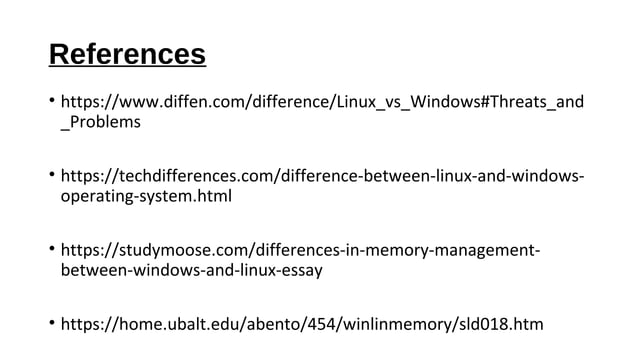 References
• https://www.diffen.com/difference/Linux_vs_Windows#Threats_and
_Problems
• https://techdifferences.com/difference-between-linux-and-windows-
operating-system.html
• https://studymoose.com/differences-in-memory-management-
between-windows-and-linux-essay
• https://home.ubalt.edu/abento/454/winlinmemory/sld018.htm